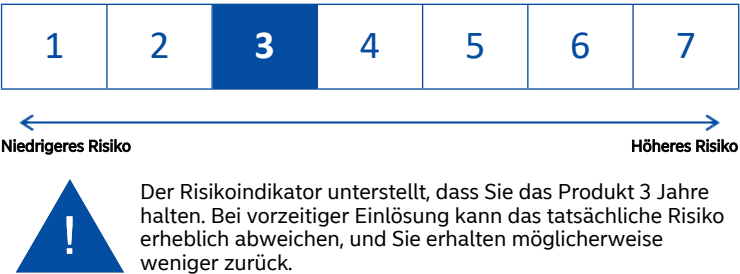 1 2 3 4 5 6 7
Niedrigeres Risiko Höheres Risiko
Der Risikoindikator unterstellt, dass Sie das Produkt 3 Jahre
halten. Bei vorzeitiger Einlösung kann das tatsächliche Risiko
erheblich abweichen, und Sie erhalten möglicherweise
weniger zurück.
!